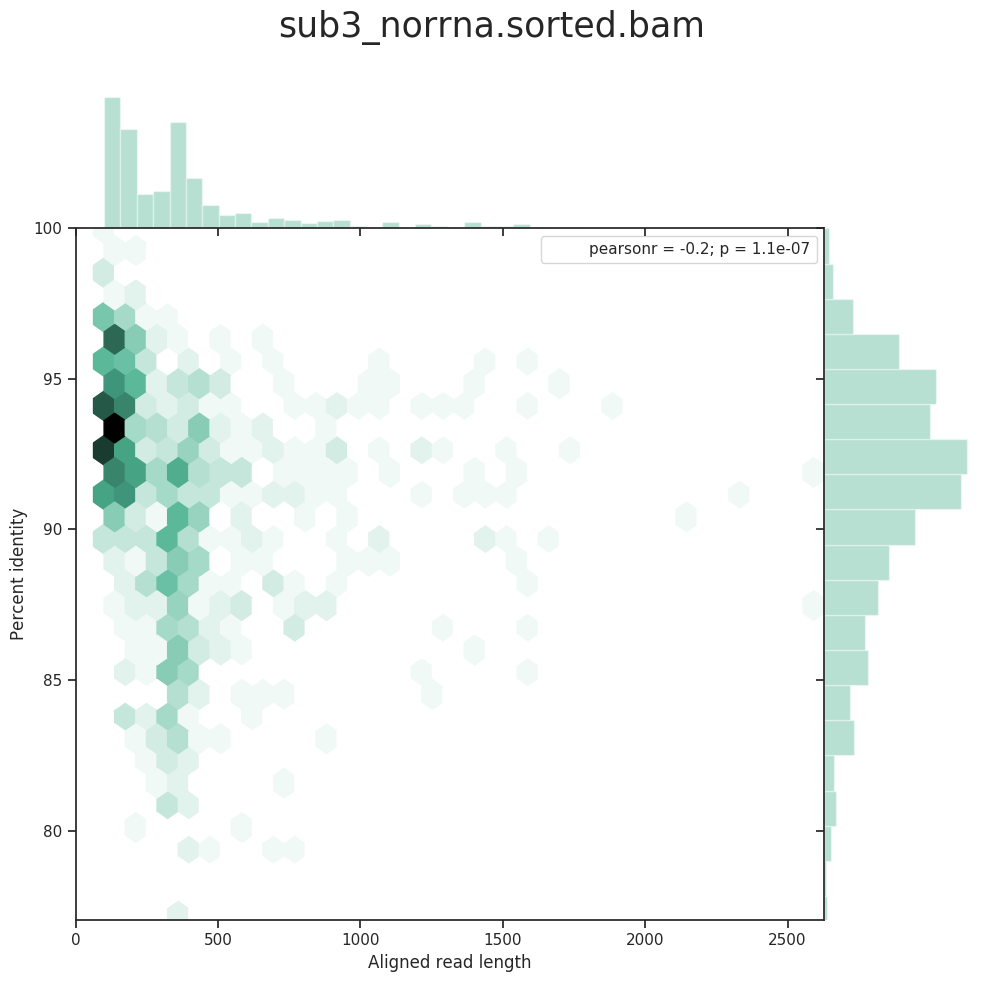 sub3_norrna.sorted.bam
pearsonr = -0.2; p = 1.1e-07
100
95
90
85
80
Percent identity
0 500 1000 1500 2000 2500
Aligned read length